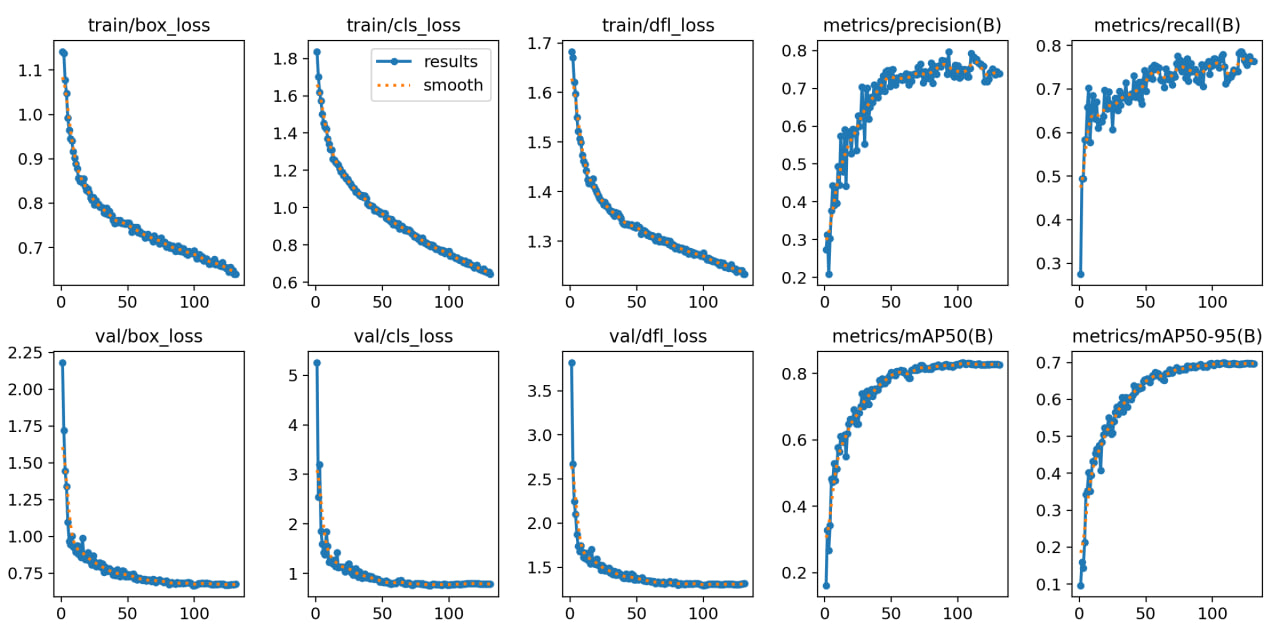 train/box_loss
train/cls_loss
train/dfl_loss
metrics/precision(B)
metrics/recall(B)
1.1
1.0
0.9
0.8
0.7
0 50 100
1.8
1.6
1.4
1.2
1.0
0.8
0.6
0 50 100
results
smooth
1.7
1.6
1.5
1.4
1.3
0 50 100
0.8
0.7
0.6
0.5
0.4
0.3
0.2
0 50 100
0.8
0.7
0.6
0.5
0.4
0.3
0 50 100
val/box_loss
val/cls_loss
val/dfl_loss
metrics/mAP50(B)
metrics/mAP50-95(B)
2.25
2.00
1.75
1.50
1.25
1.00
0.75
0 50 100
5
4
3
2
1
0 50 100
3.5
3.0
2.5
2.0
1.5
0 50 100
0.8
0.6
0.4
0.2
0 50 100
0.7
0.6
0.5
0.4
0.3
0.2
0.1
0 50 100